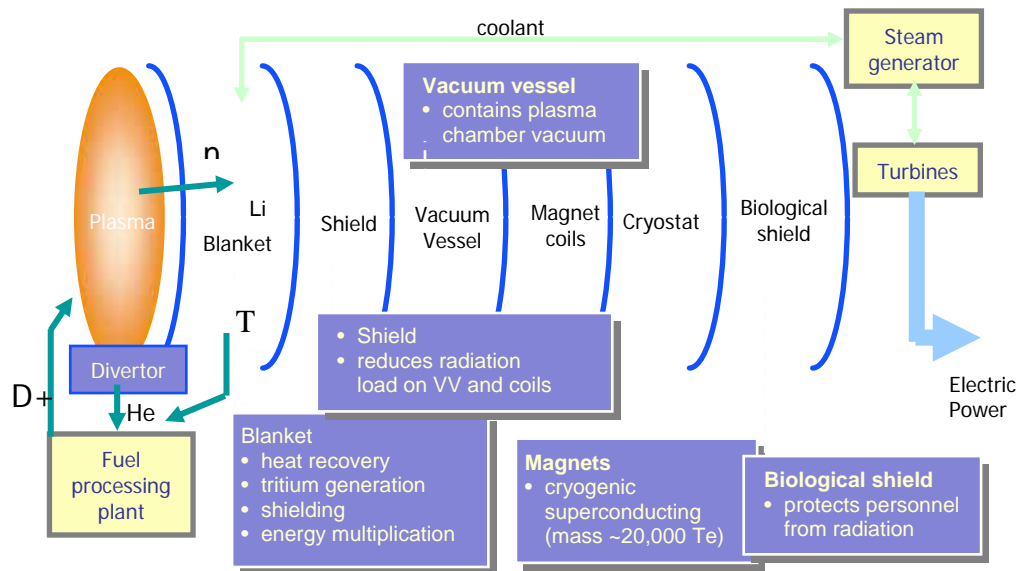 coolant
Steam
generator
Vacuum vessel
• contains plasma
chamber vacuum
n
Turbines
Plasma
Li
Blanket
Shield
Vacuum
Vessel
Magnet
coils
Cryostat
Biological
shield
T
• Shield
• reduces radiation
load on VV and coils
Divertor
D+
He
Electric
Power
Fuel
processing
plant
Blanket
• heat recovery
• tritium generation
• shielding
• energy multiplication
Magnets
• cryogenic
superconducting
(mass ~20,000 Te)
Biological shield
• protects personnel
from radiation